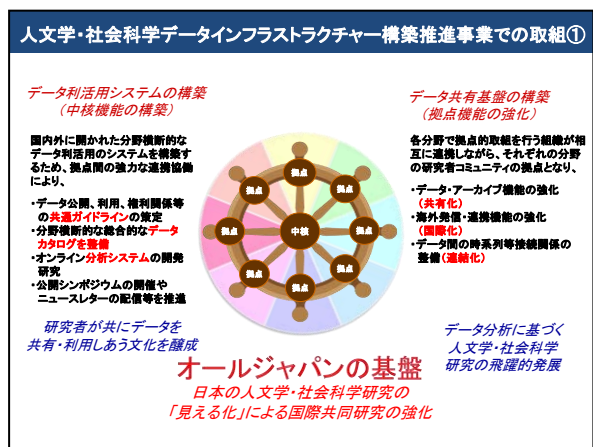 人文学・社会科学データインフラストラクチャー構築推進事業での取組①
データ利活用システムの構築
（中核機能の構築）
国内外に開かれた分野横断的な
データ利活用のシステムを構築す
るため、拠点間の強力な連携協働
により、
・データ公開、利用、権利関係等
の共通ガイドラインの策定
・分野横断的な総合的なデータ
カタログを整備
・オンライン分析システムの開発
研究
・公開シンポジウムの開催や
ニュースレターの配信等を推進
研究者が共にデータを
共有・利用しあう文化を醸成
拠点
拠点
拠点
拠点
中核
拠点
拠点
拠点
拠点
データ共有基盤の構築
（拠点機能の強化）
各分野で拠点的取組を行う組織が相
互に連携しながら、それぞれの分野
の研究者コミュニティの拠点となり、
・データ・アーカイブ機能の強化
（共有化）
・海外発信・連携機能の強化
（国際化）
・データ間の時系列等接続関係の
整備（連結化）
データ分析に基づく
人文学・社会科学
研究の飛躍的発展
オールジャパンの基盤
日本の人文学・社会科学研究の
「見える化」による国際共同研究の強化